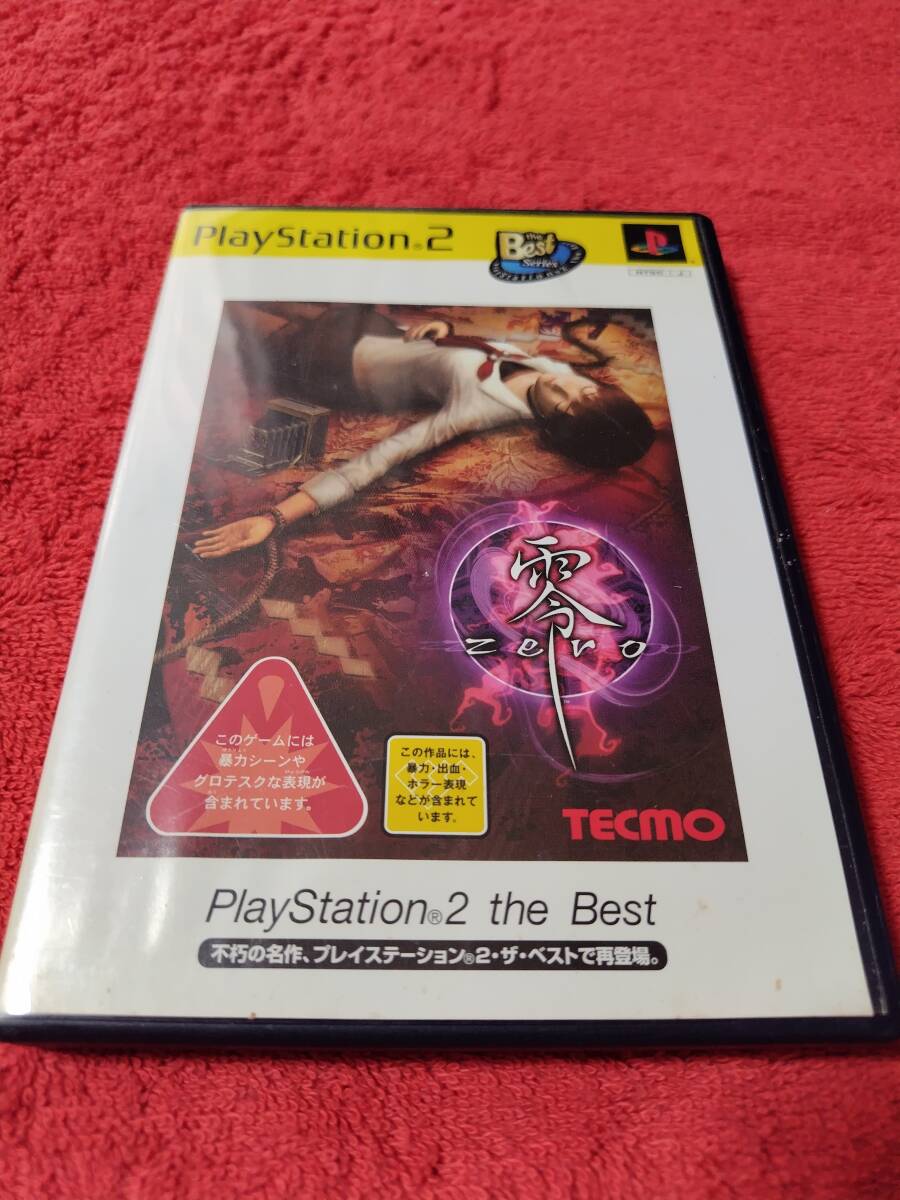 PlayStation®2
the
Best
Series
NTSC J
零
zero
このゲームには
暴力シーンや
グロテスクな表現が
含まれています。
この作品には、
暴力・出血・
ホラー表現
などが含まれて
います。
TECMO
PlayStation®2 the Best
不朽の名作、プレイステーション®2・ザ・ベストで再登場。